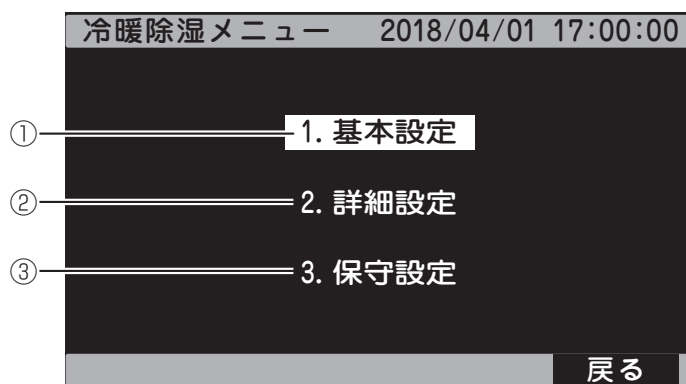 冷暖除湿メニュー 2018/04/01 17:00:00
① 1. 基本設定
② 2. 詳細設定
③ 3. 保守設定
戻る